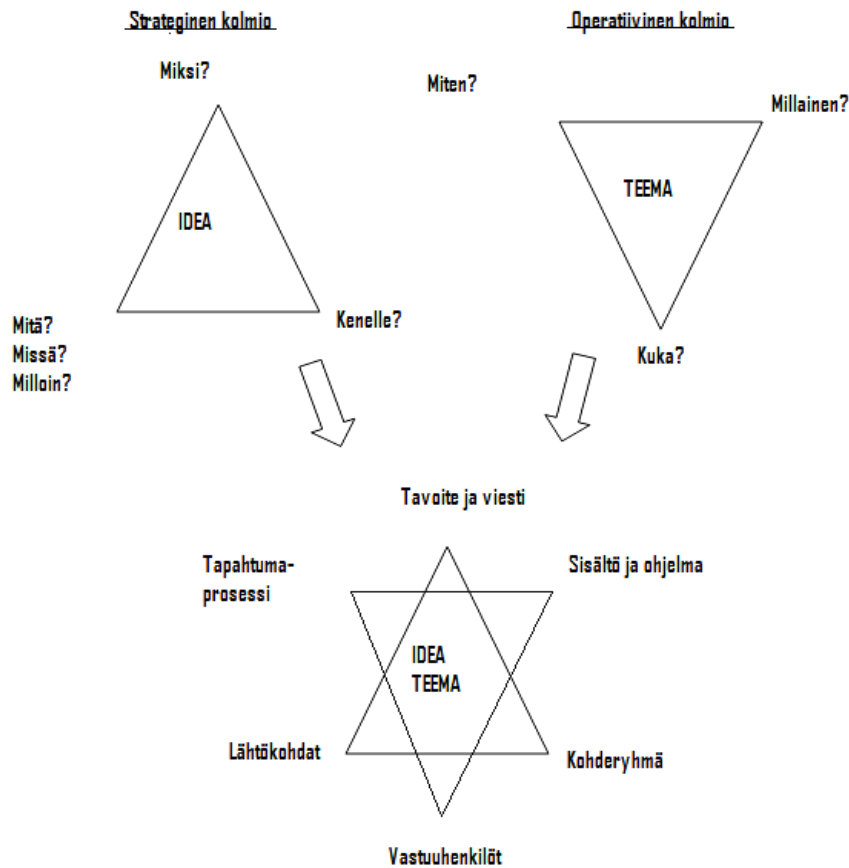 Strateginen kolmio
Operatiivinen kolmio
Miksi?
Miten?
Millainen?
IDEA
TEEMA
Mitä?
Missä?
Milloin?
Kenelle?
Kuka?
Tavoite ja viesti
Tapahtuma-
prosessi
Sisältö ja ohjelma
IDEA
TEEMA
Lähtökohdat
Kohderyhmä
Vastuuhenkilöt